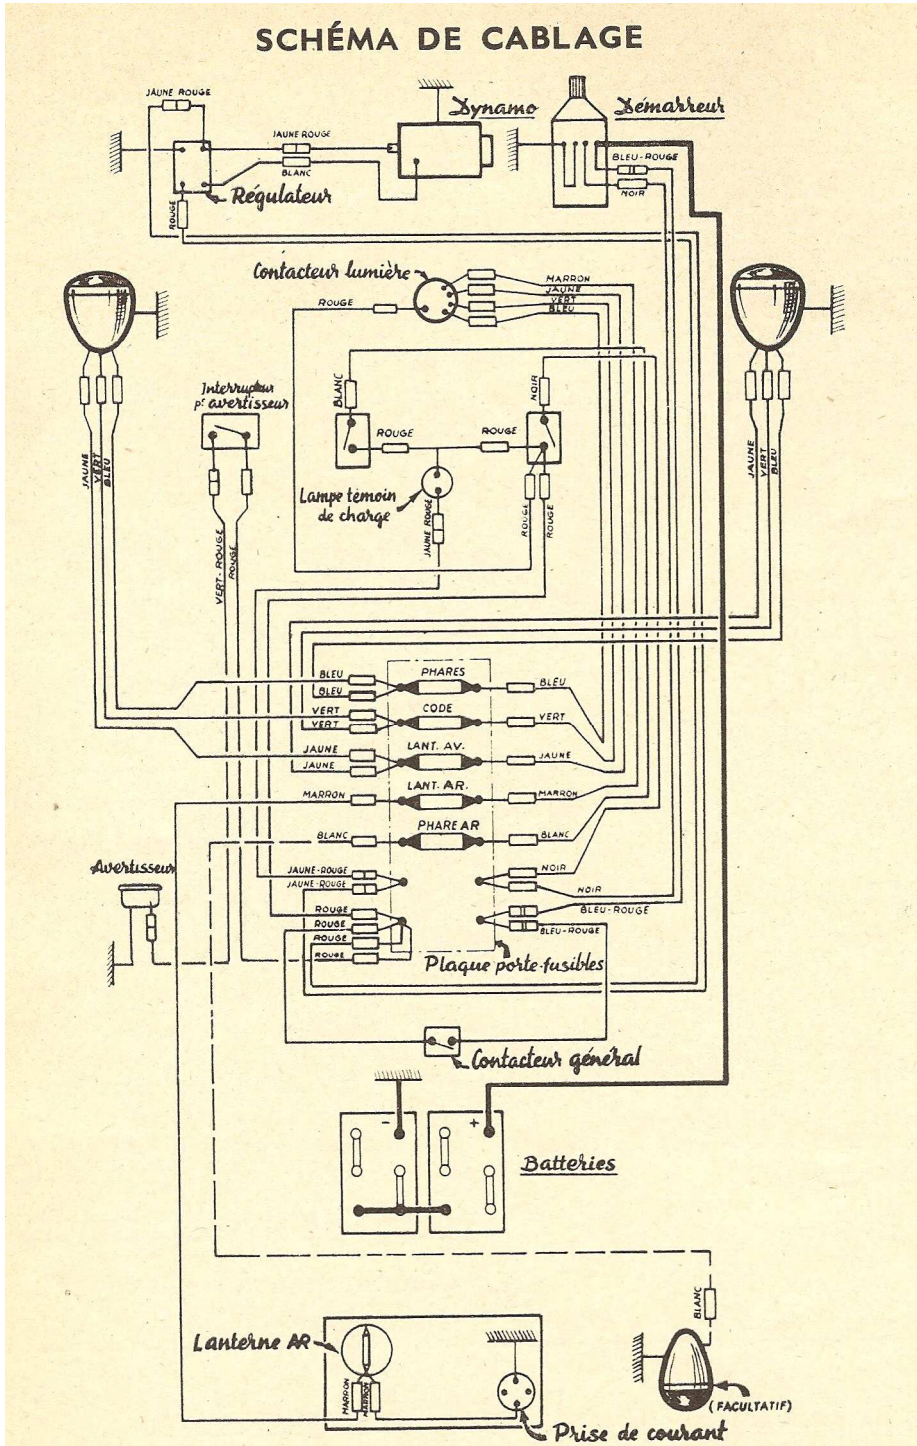 SCHÉMA DE CABLAGE
JAUNE ROUGE
Dynamo
Démarreur
JAUNE ROUGE
BLANC
BLEU-ROUGE
NOIR
Régulateur
ROUGE
Contacteur lumière
MARRON
JAUNE
VERT
BLEU
ROUGE
Interrupteur
pr avertisseur
BLANC
NOIR
ROUGE
ROUGE
JAUNE
VERT
BLEU
JAUNE
VERT
BLEU
Lampe témoin
de charge
JAUNE ROUGE
ROUGE
ROUGE
VERT-ROUGE
ROUGE
BLEU
PHARES
BLEU
BLEU
VERT
CODE
VERT
VERT
JAUNE
LANT. AV.
JAUNE
JAUNE
MARRON
LANT. AR.
MARRON
BLANC
PHARE AR
BLANC
Avertisseur
JAUNE-ROUGE
NOIR
JAUNE-ROUGE
NOIR
ROUGE
BLEU-ROUGE
ROUGE
BLEU-ROUGE
ROUGE
ROUGE
Plaque porte-fusibles
Contacteur général
-
+
Batteries
BLANC
Lanterne AR
MARRON
MARRON
(FACULTATIF)
Prise de courant